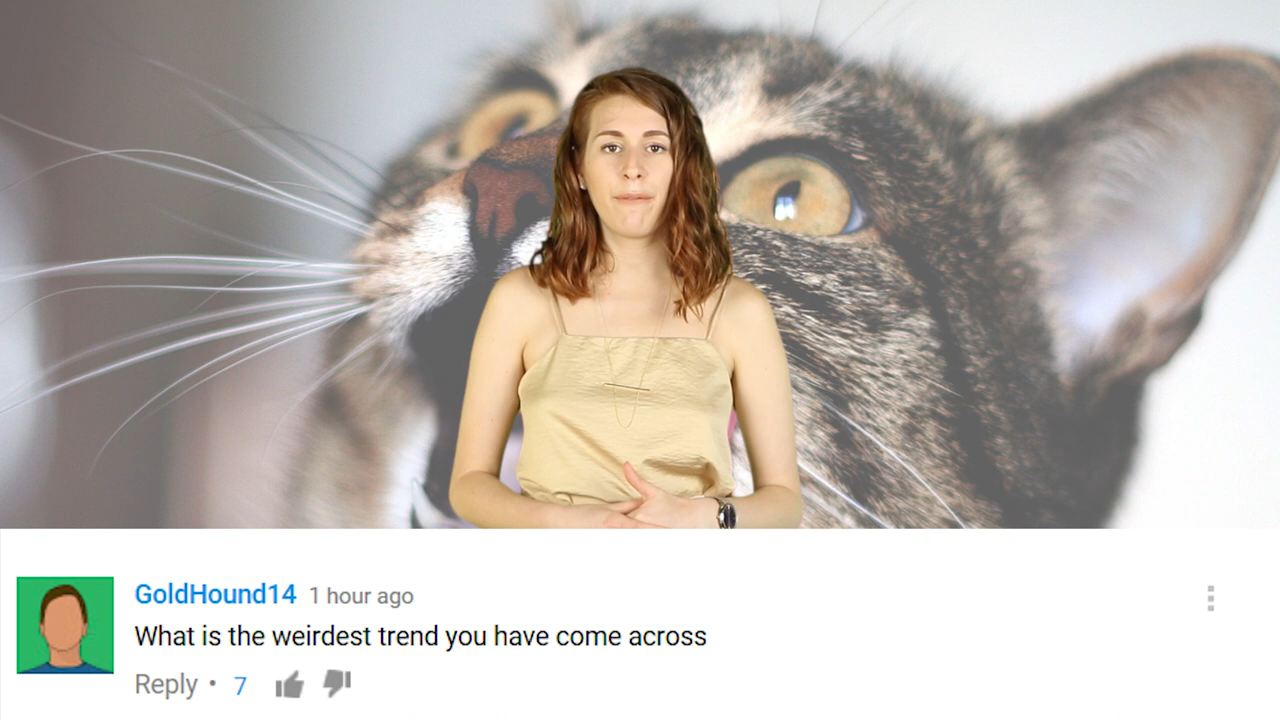 GoldHound14 1 hour ago
What is the weirdest trend you have come across
Reply • 7